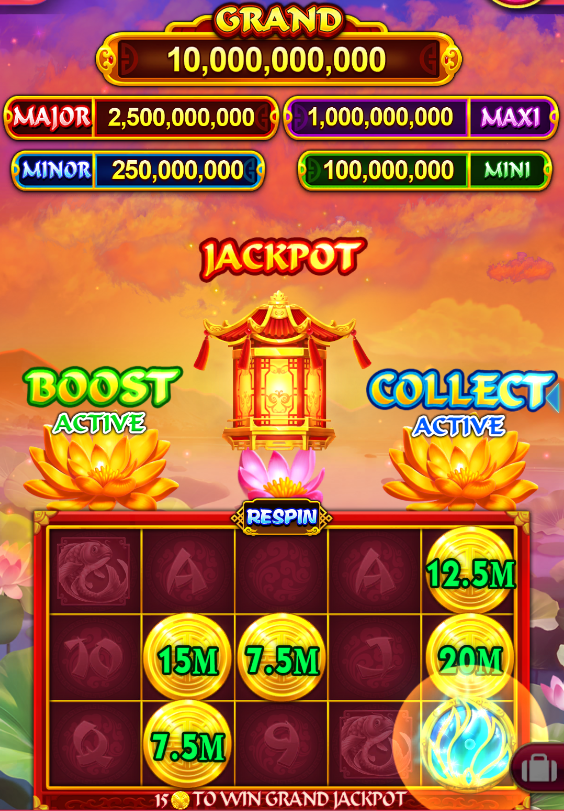 GRAND
10,000,000,000
MAJOR 2,500,000,000
1,000,000,000 MAXI
MINOR 250,000,000
100,000,000 MINI
JACKPOT
BOOST
ACTIVE
COLLECT
ACTIVE
RESPIN
A A 12.5M
10 15M 7.5M J 20M
Q 7.5M 9
15 TO WIN GRAND JACKPOT